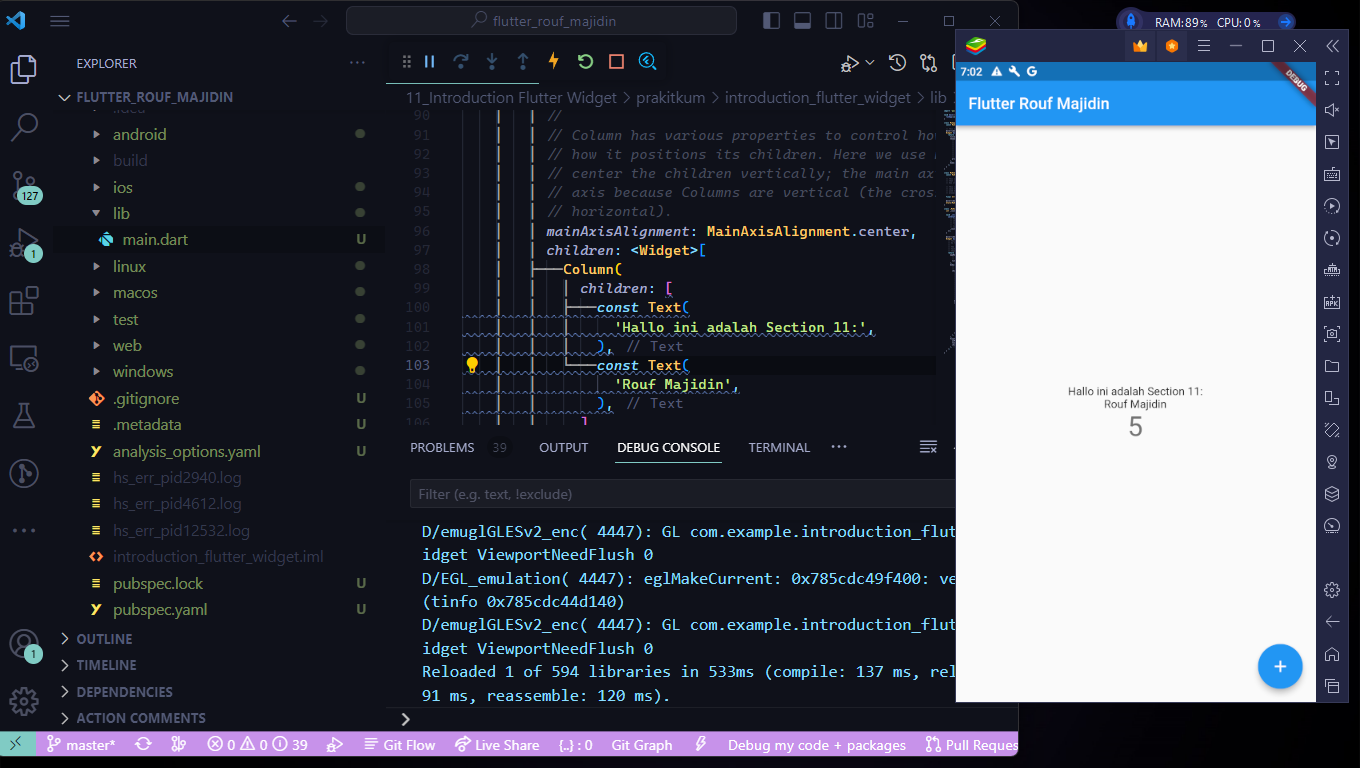 flutter_rouf_majidin
RAM:89% CPU:0%
EXPLORER
FLUTTER_ROUF_MAJIDIN
.idea
android
build
ios
lib
main.dart U
linux
macos
test
web
windows
.gitignore U
.metadata U
analysis_options.yaml U
hs_err_pid2940.log
hs_err_pid4612.log
hs_err_pid12532.log
introduction_flutter_widget.iml
pubspec.lock U
pubspec.yaml U
OUTLINE
TIMELINE
DEPENDENCIES
ACTION COMMENTS
127
1
1
11_Introduction Flutter Widget > prakitkum > introduction_flutter_widget > lib
90 //
91 // Column has various properties to control
92 // how it positions its children. Here we use
93 // center the children vertically; the main ax
94 // axis because Columns are vertical (the cros
95 // horizontal).
96 mainAxisAlignment: MainAxisAlignment.center,
97 children: <Widget>[
98 Column(
99 children: [
100 const Text(
101 'Hallo ini adalah Section 11:',
102 ), // Text
103 const Text(
104 'Rouf Majidin',
105 ), // Text
106 ]
PROBLEMS 39 OUTPUT DEBUG CONSOLE TERMINAL
Filter (e.g. text, !exclude)
D/emuglGLESv2_enc( 4447): GL com.example.introduction_flut
idget ViewportNeedFlush 0
D/EGL_emulation( 4447): eglMakeCurrent: 0x785cdc49f400: ve
(tinfo 0x785cdc44d140)
D/emuglGLESv2_enc( 4447): GL com.example.introduction_flut
idget ViewportNeedFlush 0
Reloaded 1 of 594 libraries in 533ms (compile: 137 ms, rel
91 ms, reassemble: 120 ms).
master* 0 0 39 Git Flow Live Share {..} : 0 Git Graph Debug my code + packages Pull Reques
7:02 G
DEBUG
Flutter Rouf Majidin
Hallo ini adalah Section 11:
Rouf Majidin
5
+
APK